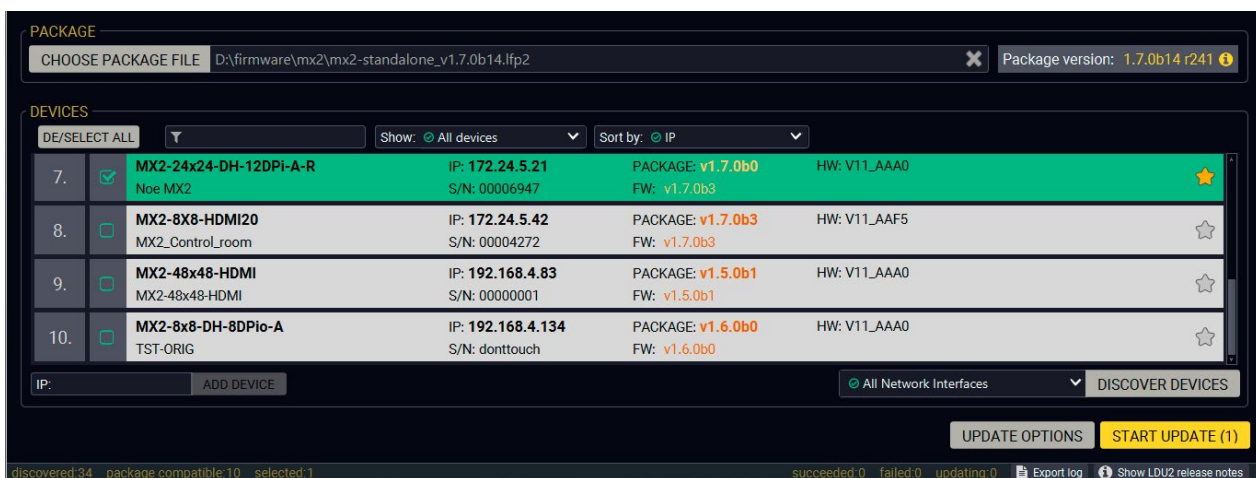 PACKAGE
CHOOSE PACKAGE FILE D:\firmware\mx2\mx2-standalone_v1.7.0b14.lfp2 Package version: 1.7.0b14 r241
DEVICES
DE/SELECT ALL Show: All devices Sort by: IP
7. MX2-24x24-DH-12DPi-A-R IP: 172.24.5.21 PACKAGE: v1.7.0b0 HW: V11_AAA0
Noe MX2 S/N: 00006947 FW: v1.7.0b3
8. MX2-8X8-HDMI20 IP: 172.24.5.42 PACKAGE: v1.7.0b3 HW: V11_AAF5
MX2_Control_room S/N: 00004272 FW: v1.7.0b3
9. MX2-48x48-HDMI IP: 192.168.4.83 PACKAGE: v1.5.0b1 HW: V11_AAA0
MX2-48x48-HDMI S/N: 00000001 FW: v1.5.0b1
10. MX2-8x8-DH-8DPio-A IP: 192.168.4.134 PACKAGE: v1.6.0b0 HW: V11_AAA0
TST-ORIG S/N: donttouch FW: v1.6.0b0
IP: ADD DEVICE All Network Interfaces DISCOVER DEVICES
UPDATE OPTIONS START UPDATE (1)
discovered:34 package compatible:10 selected:1 succeeded:0 failed:0 updating:0 Export log Show LDU2 release notes